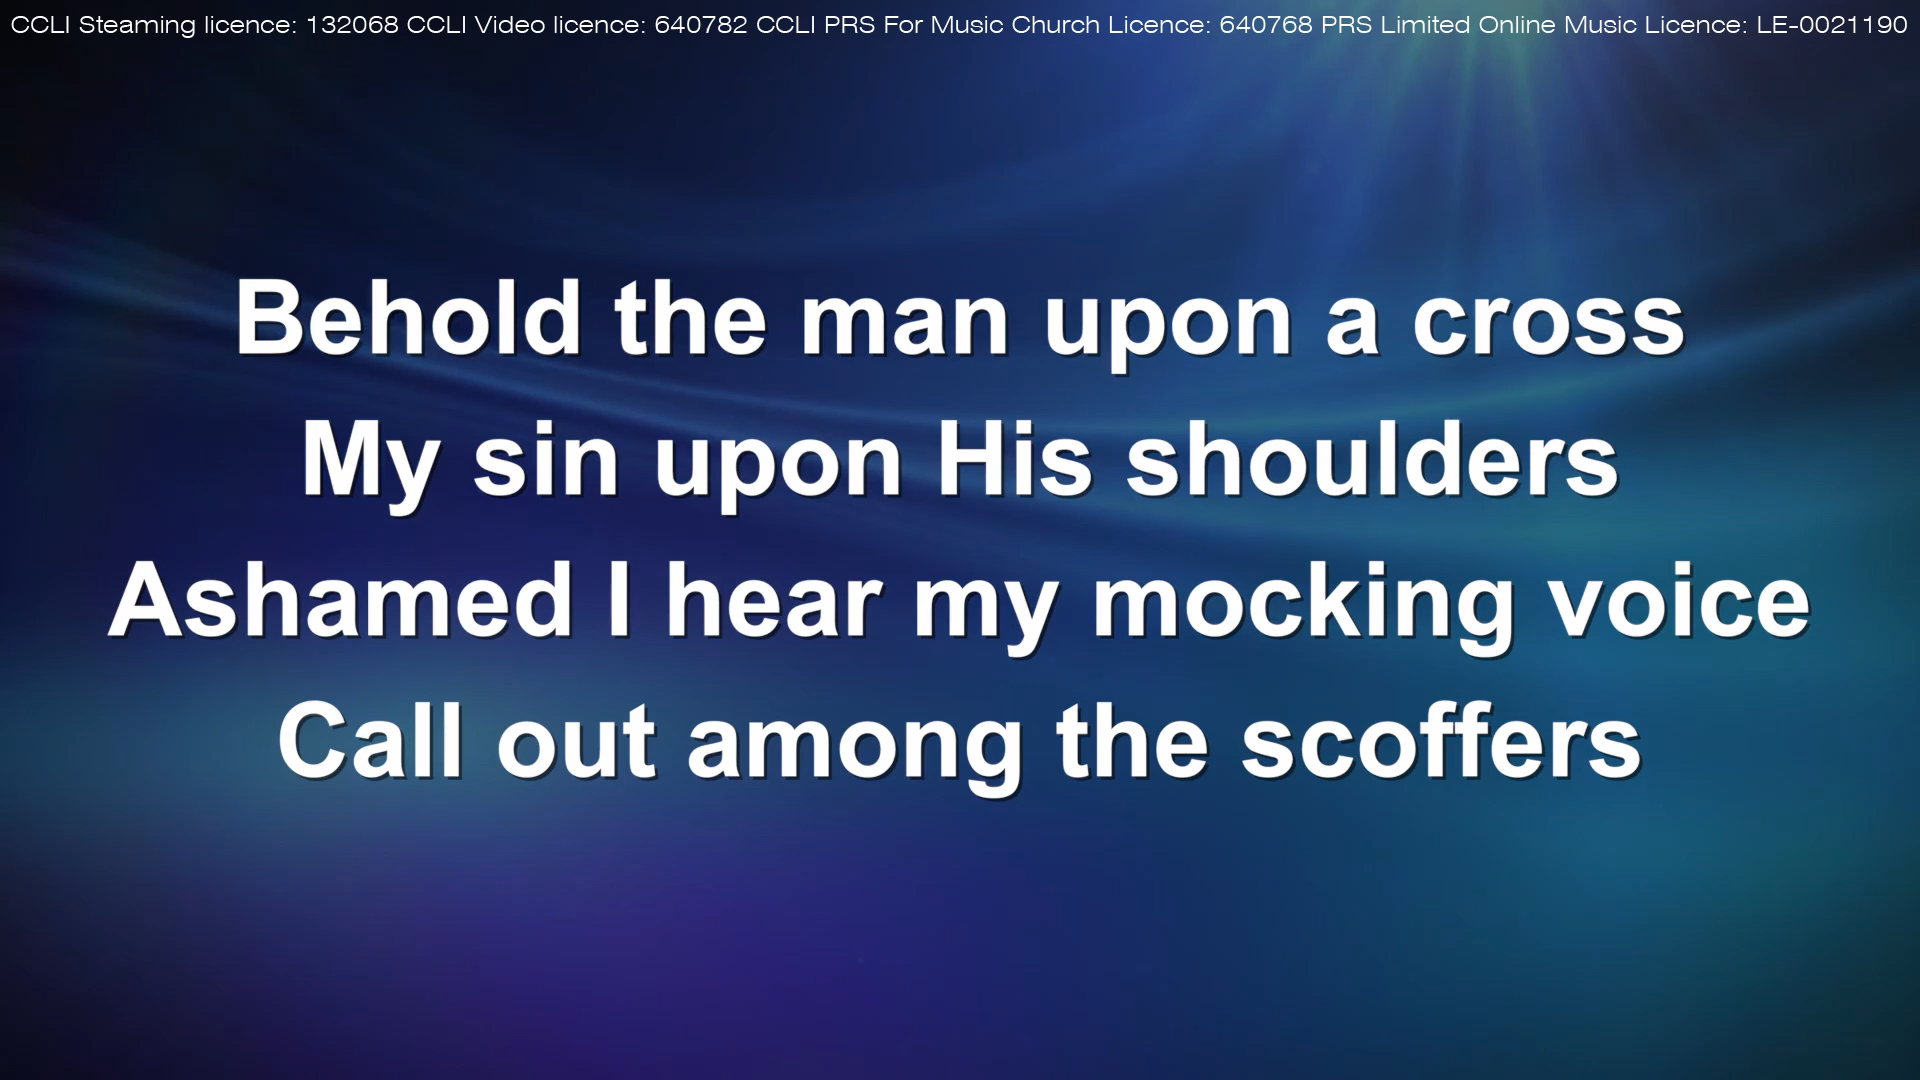 CCLI Steaming licence: 132068 CCLI Video licence: 640782 CCLI PRS For Music Church Licence: 640768 PRS Limited Online Music Licence: LE-0021190
Behold the man upon a cross
My sin upon His shoulders
Ashamed I hear my mocking voice
Call out among the scoffers